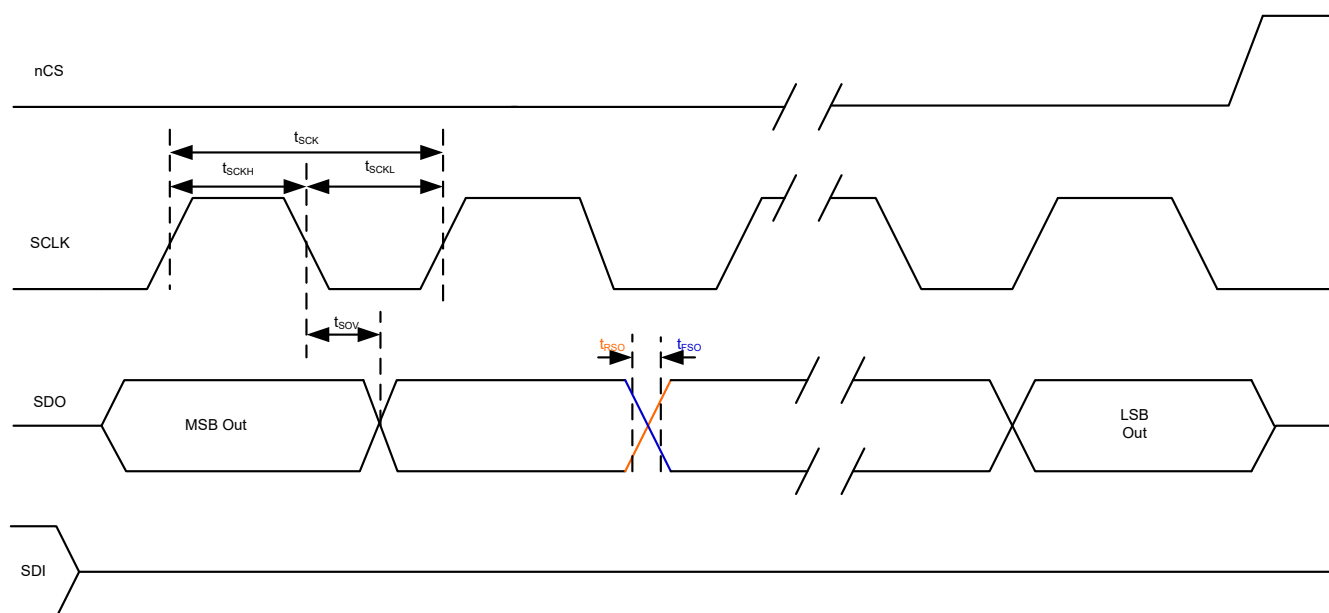 nCS
tSCK
tSCKH
tSCKL
SCLK
tSOV
tRSO
tFSO
SDO
MSB Out
LSB
Out
SDI